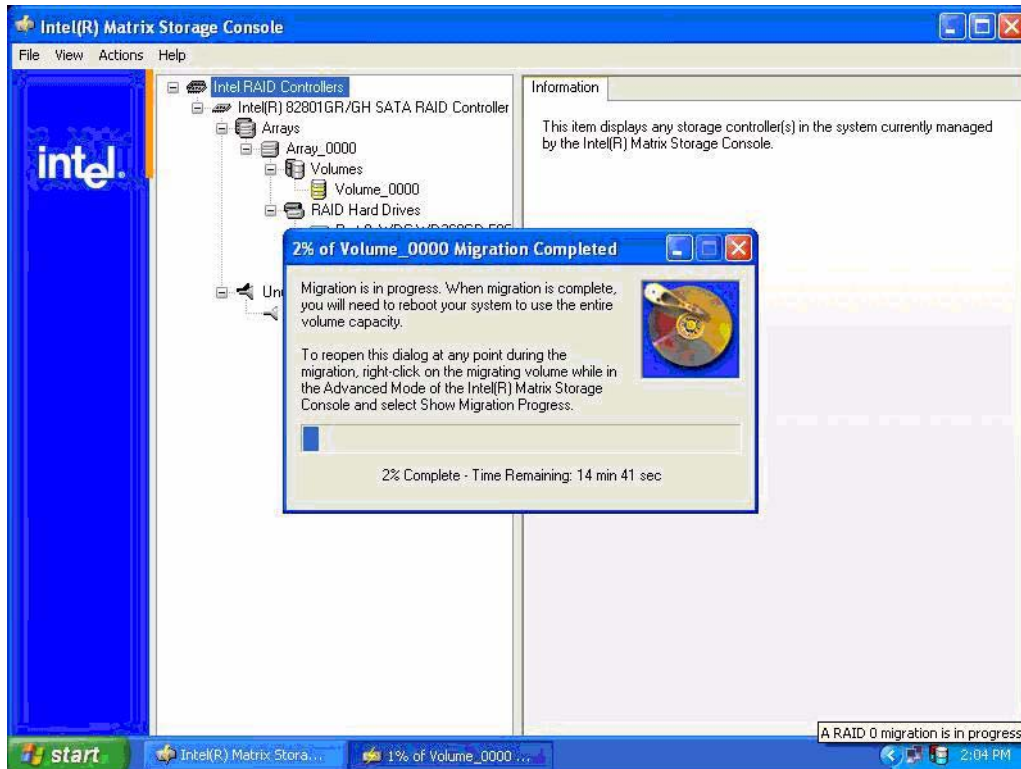 Intel(R) Matrix Storage Console
File View Actions Help
intel.
Intel RAID Controllers
Intel(R) 82801GR/GH SATA RAID Controller
Arrays
Array_0000
Volumes
Volume_0000
RAID Hard Drives
Information
This item displays any storage controller(s) in the system currently managed
by the Intel(R) Matrix Storage Console.
2% of Volume_0000 Migration Completed
Migration is in progress. When migration is complete,
you will need to reboot your system to use the entire
volume capacity.
To reopen this dialog at any point during the
migration, right-click on the migrating volume while in
the Advanced Mode of the Intel(R) Matrix Storage
Console and select Show Migration Progress.
2% Complete - Time Remaining: 14 min 41 sec
A RAID 0 migration is in progress
start
Intel(R) Matrix Stora...
1% of Volume_0000 ...
2:04 PM